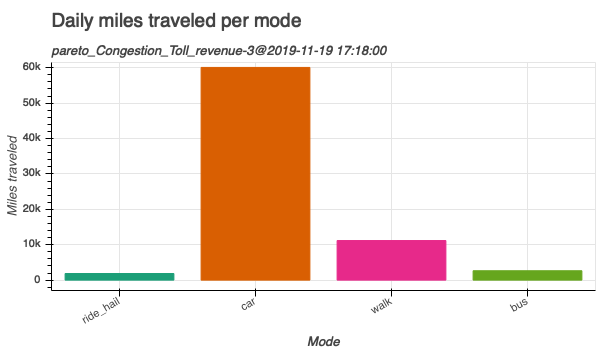 Daily miles traveled per mode
pareto_Congestion_Toll_revenue-3@2019-11-19 17:18:00
Miles traveled
60k
50k
40k
30k
20k
10k
0
ride_hail
car
walk
bus
Mode